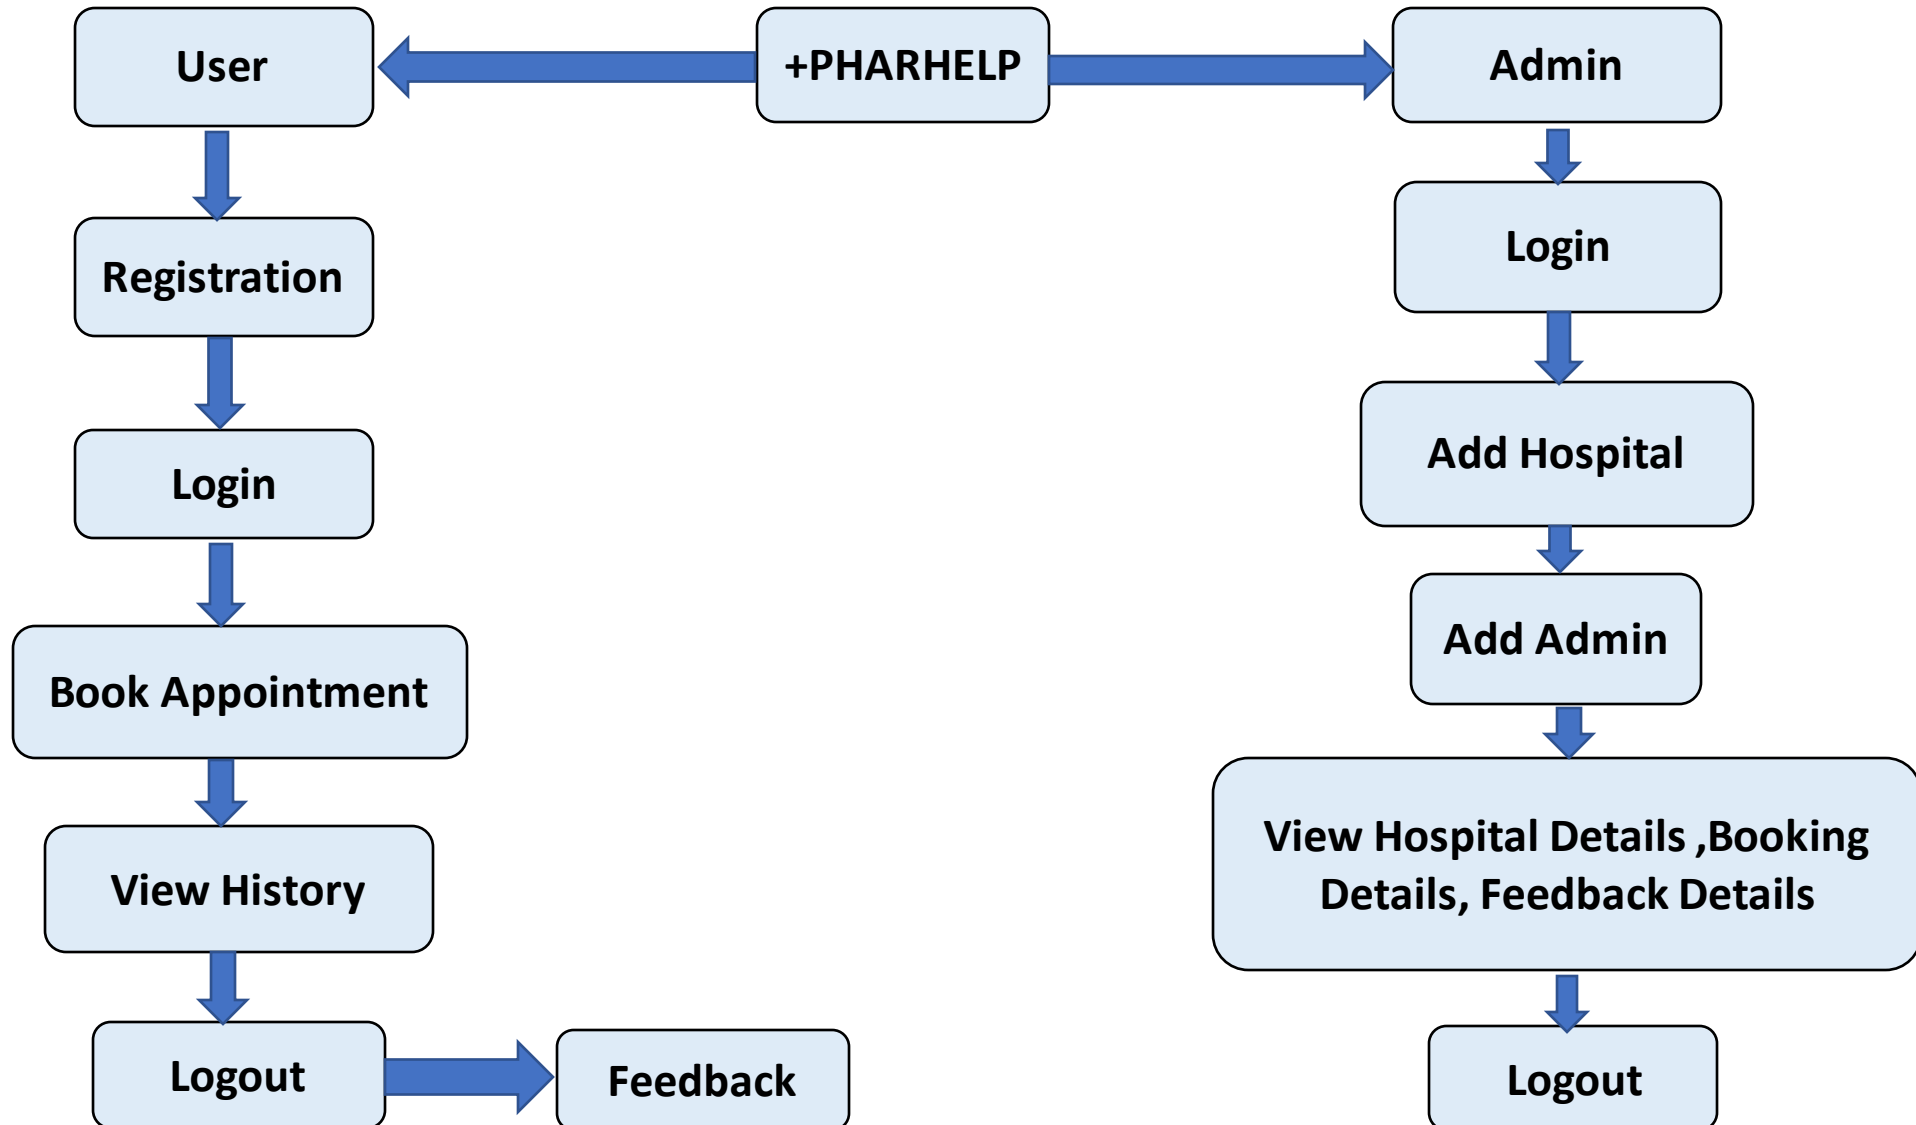 User
+PHARHELP
Admin
Registration
Login
Login
Add Hospital
Book Appointment
Add Admin
View History
View Hospital Details ,Booking
Details, Feedback Details
Logout
Feedback
Logout